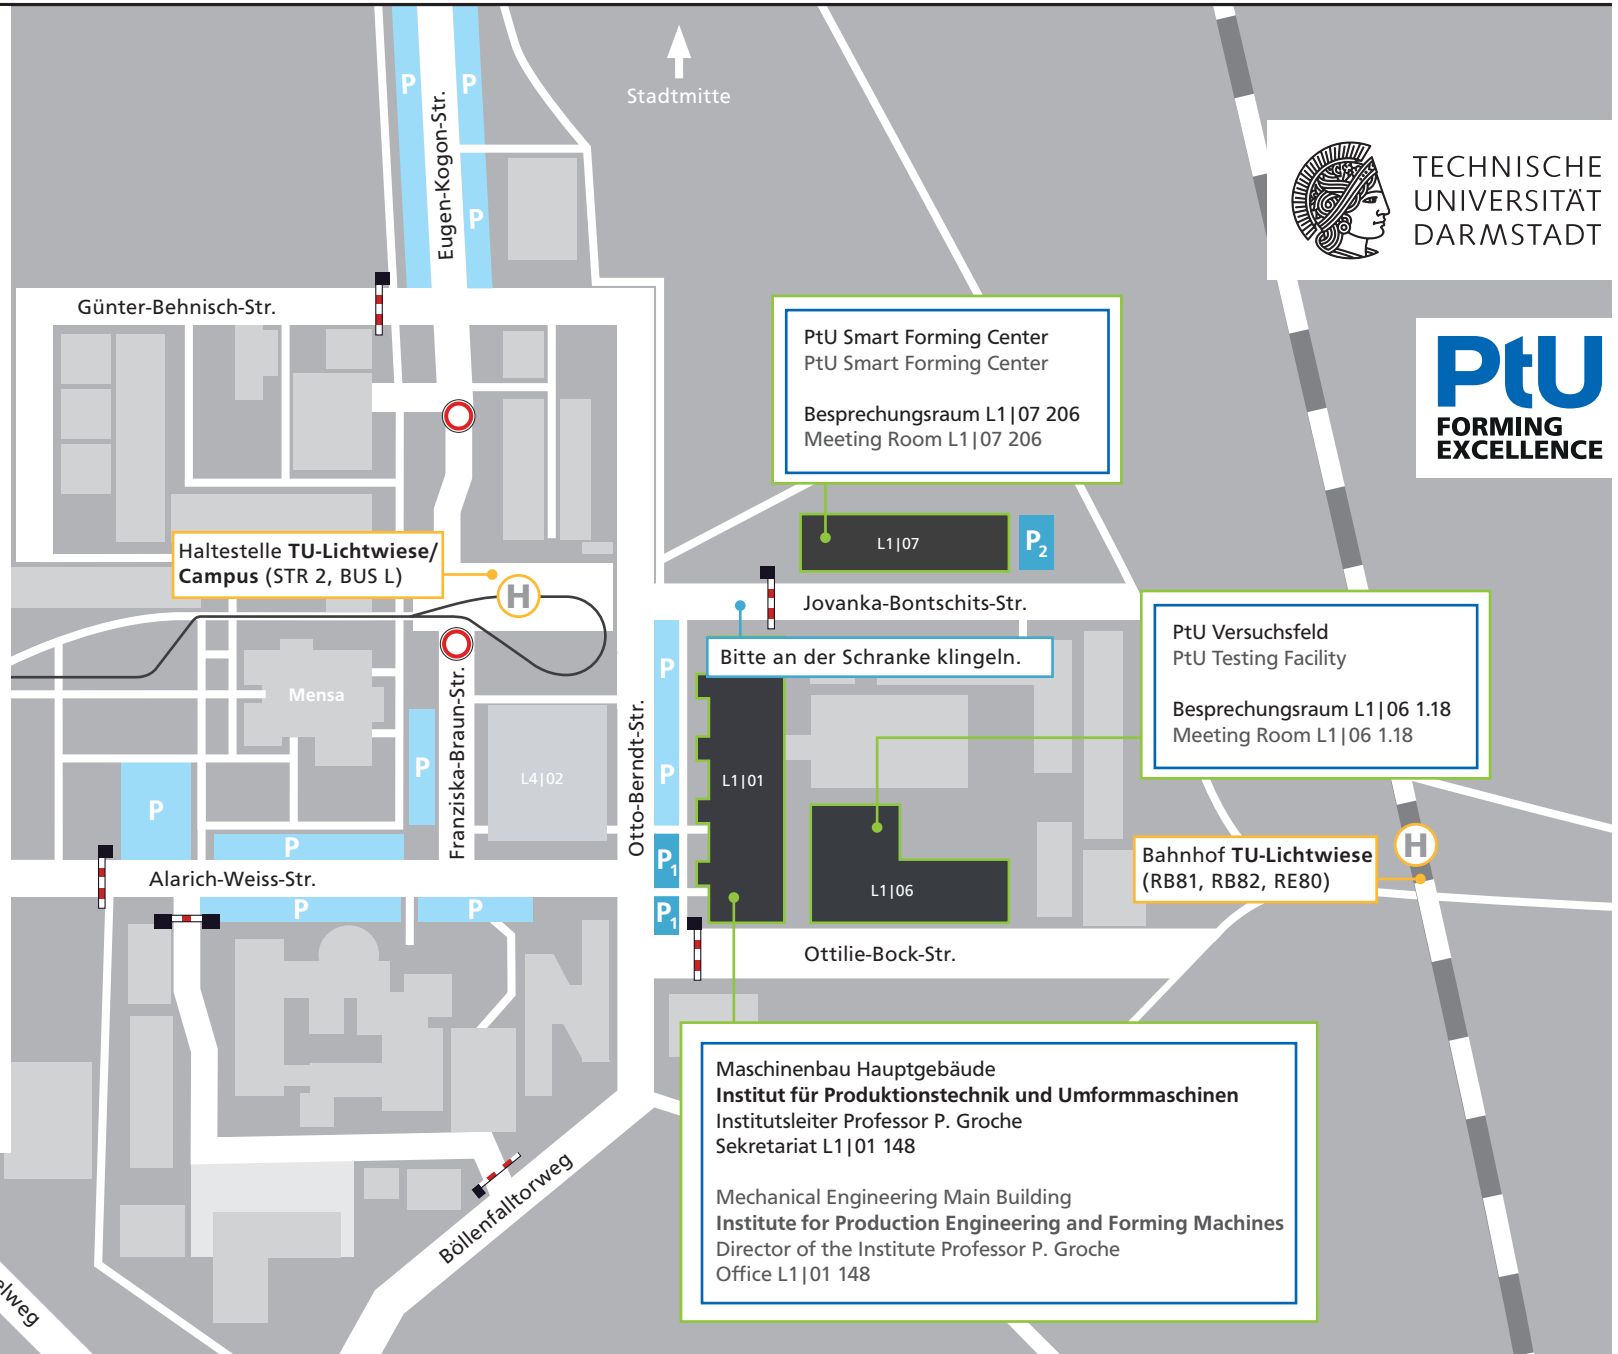 P
P
Stadtmitte
Eugen-Kogon-Str.
P
TECHNISCHE
UNIVERSITÄT
DARMSTADT
Günter-Behnisch-Str.
PtU Smart Forming Center
PtU Smart Forming Center
Besprechungsraum L1|07 206
Meeting Room L1|07 206
PtU
FORMING
EXCELLENCE
Haltestelle TU-Lichtwiese/
Campus (STR 2, BUS L)
H
L1|07
P2
Jovanka-Bontschits-Str.
Bitte an der Schranke klingeln.
PtU Versuchsfeld
PtU Testing Facility
Besprechungsraum L1|06 1.18
Meeting Room L1|06 1.18
Mensa
P
P
Franziska-Braun-Str.
L4|02
Otto-Berndt-Str.
P
L1|01
P
P
P1
L1|06
H
Bahnhof TU-Lichtwiese
(RB81, RB82, RE80)
Alarich-Weiss-Str.
P
P
P1
Ottilie-Bock-Str.
Maschinenbau Hauptgebäude
Institut für Produktionstechnik und Umformmaschinen
Institutsleiter Professor P. Groche
Sekretariat L1|01 148
Mechanical Engineering Main Building
Institute for Production Engineering and Forming Machines
Director of the Institute Professor P. Groche
Office L1|01 148
Böllenfalltorweg
elweg